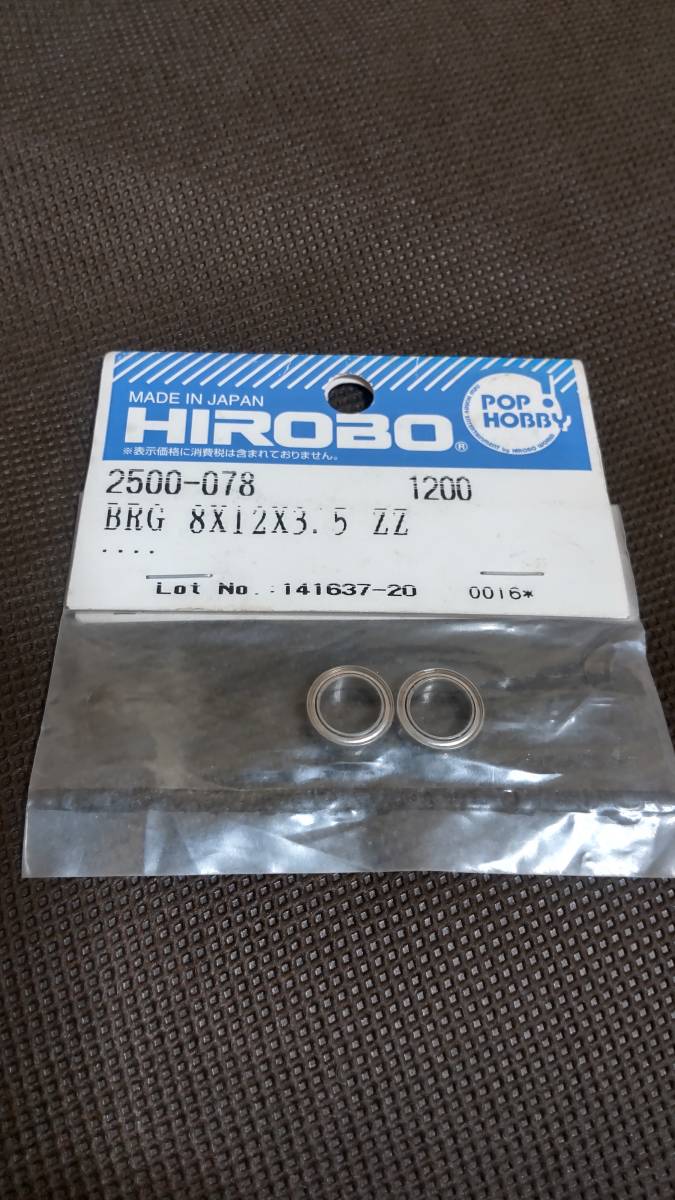 MADE IN JAPAN
HIROBO®
※表示価格に消費税は含まれておりません。
POP
HOBBY
2500-078 1200
BRG 8X12X3.5 ZZ
....
Lot No.:141637-20 0016*